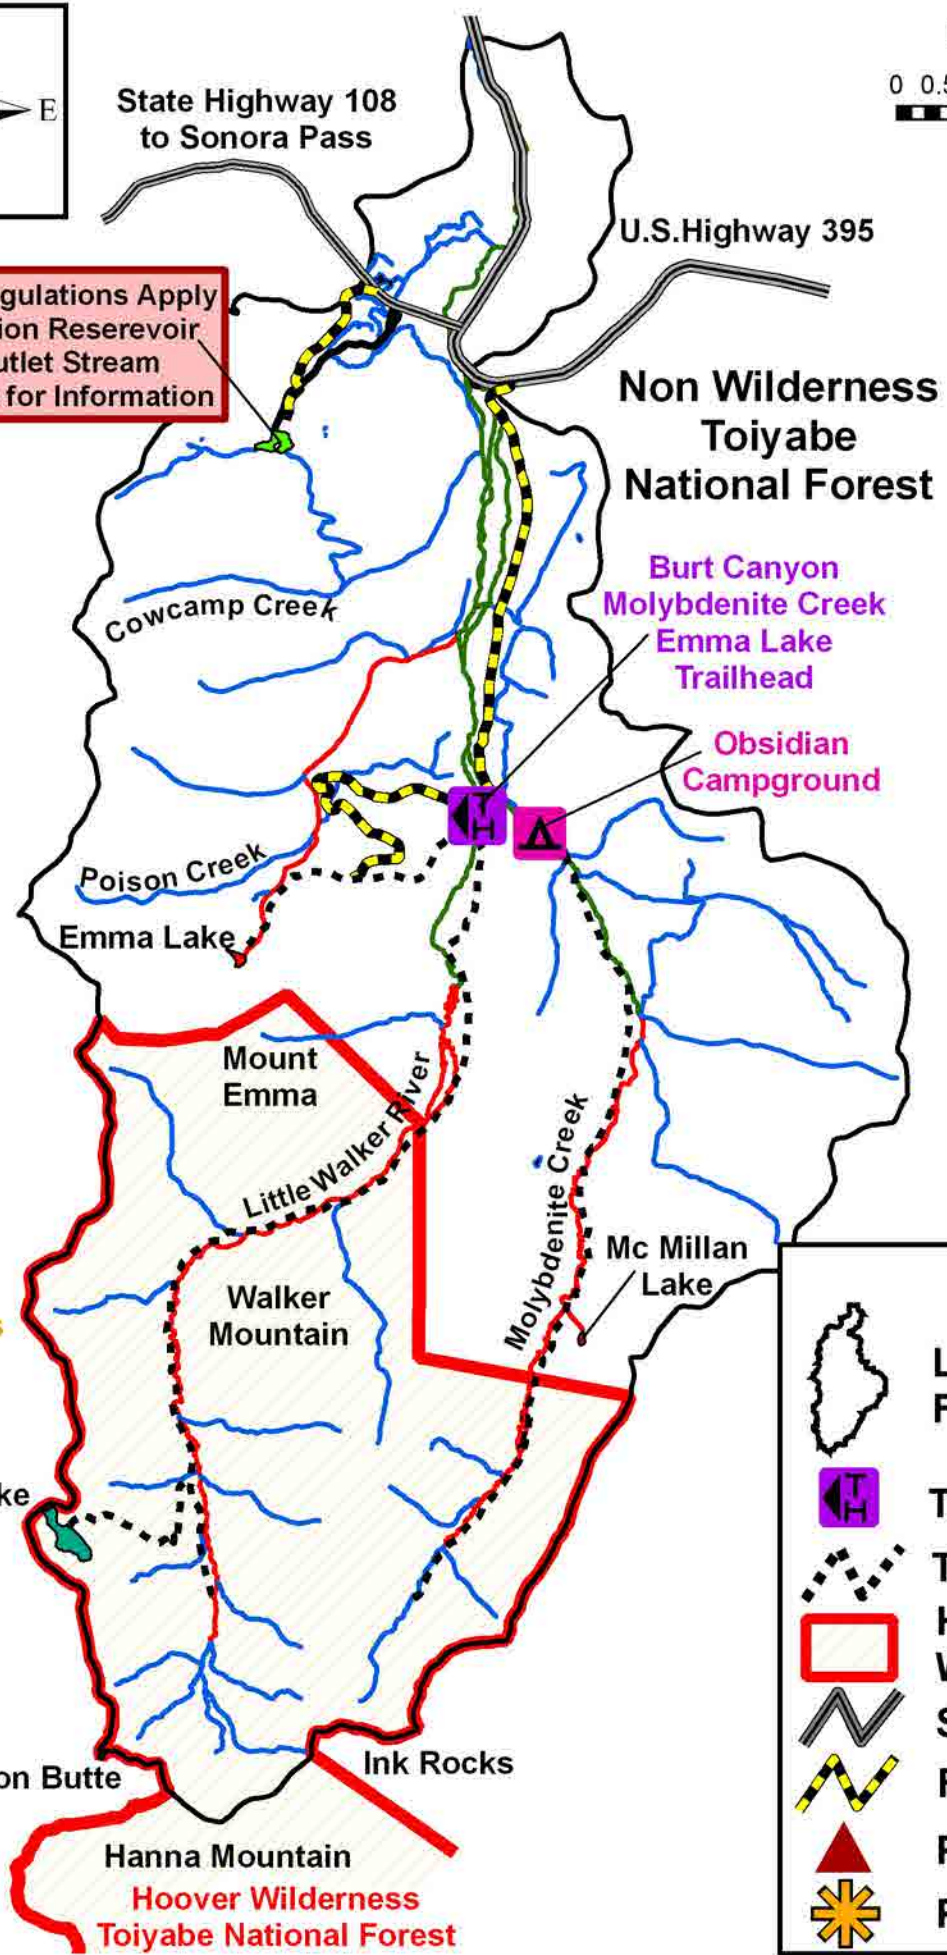 E
State Highway 108
to Sonora Pass
0 0.5
U.S.Highway 395
gulations Apply
ion Reserevoir
utlet Stream
for Information
Non Wilderness
Toiyabe
National Forest
Burt Canyon
Molybdenite Creek
Emma Lake
Trailhead
Cowcamp Creek
Obsidian
Campground
TH
Poison Creek
Emma Lake
Mount
Emma
Little Walker River
Molybdenite Creek
Mc Millan
Lake
Walker
Mountain
ke
TH
T
T
H
W
S
on Butte
Ink Rocks
Hanna Mountain
Hoover Wilderness
Toiyabe National Forest